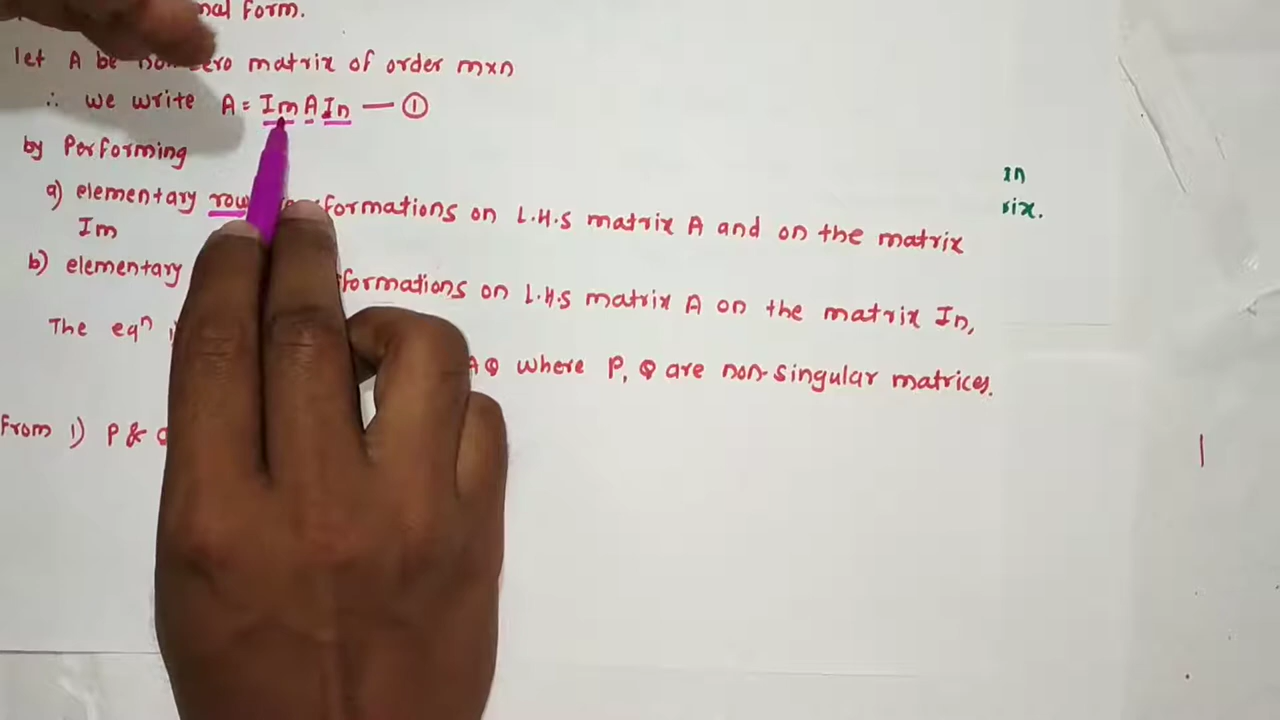 Form.
let A be matrix of order mxn
∴ we write A = Im A In — ①
by Performing
a) elementary row formations on L.H.S matrix A and on the matrix
Im
b) elementary formations on L.H.S matrix A on the matrix In,
The eqn AQ where P, Q are non-singular matrices.
From 1) P &
In
rix.